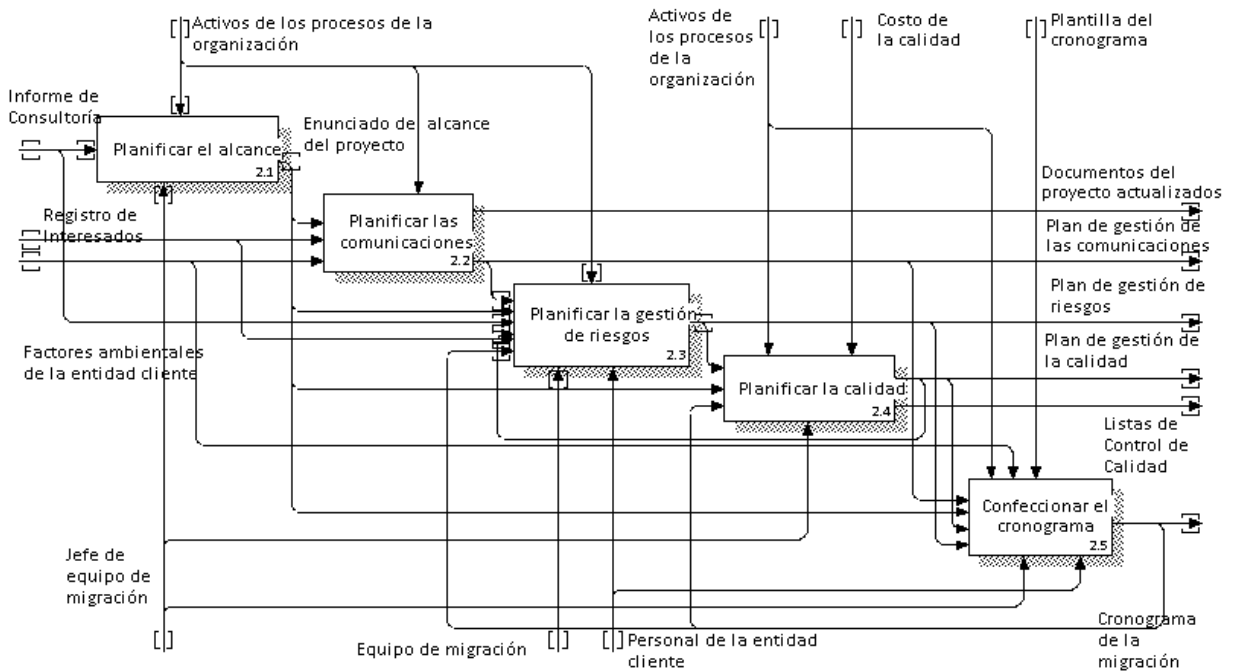 Activos de los procesos de la
organización
Activos de
los procesos
de la
organización
Costo de
la calidad
Plantilla del
cronograma
Informe de
Consultoría
Planificar el alcance
2.1
Enunciado del alcance
del proyecto
Registro de
Interesados
Planificar las
comunicaciones
2.2
Documentos del
proyecto actualizados
Plan de gestión de
las comunicaciones
Planificar la gestión
de riesgos
2.3
Plan de gestión de
riesgos
Factores ambientales
de la entidad cliente
Plan de gestión de la
calidad
Planificar la calidad
2.4
Listas de
Control de
Calidad
Confeccionar el
cronograma
2.5
Jefe de
equipo de
migración
Equipo de migración
Personal de la entidad
cliente
Cronograma
de la
migración